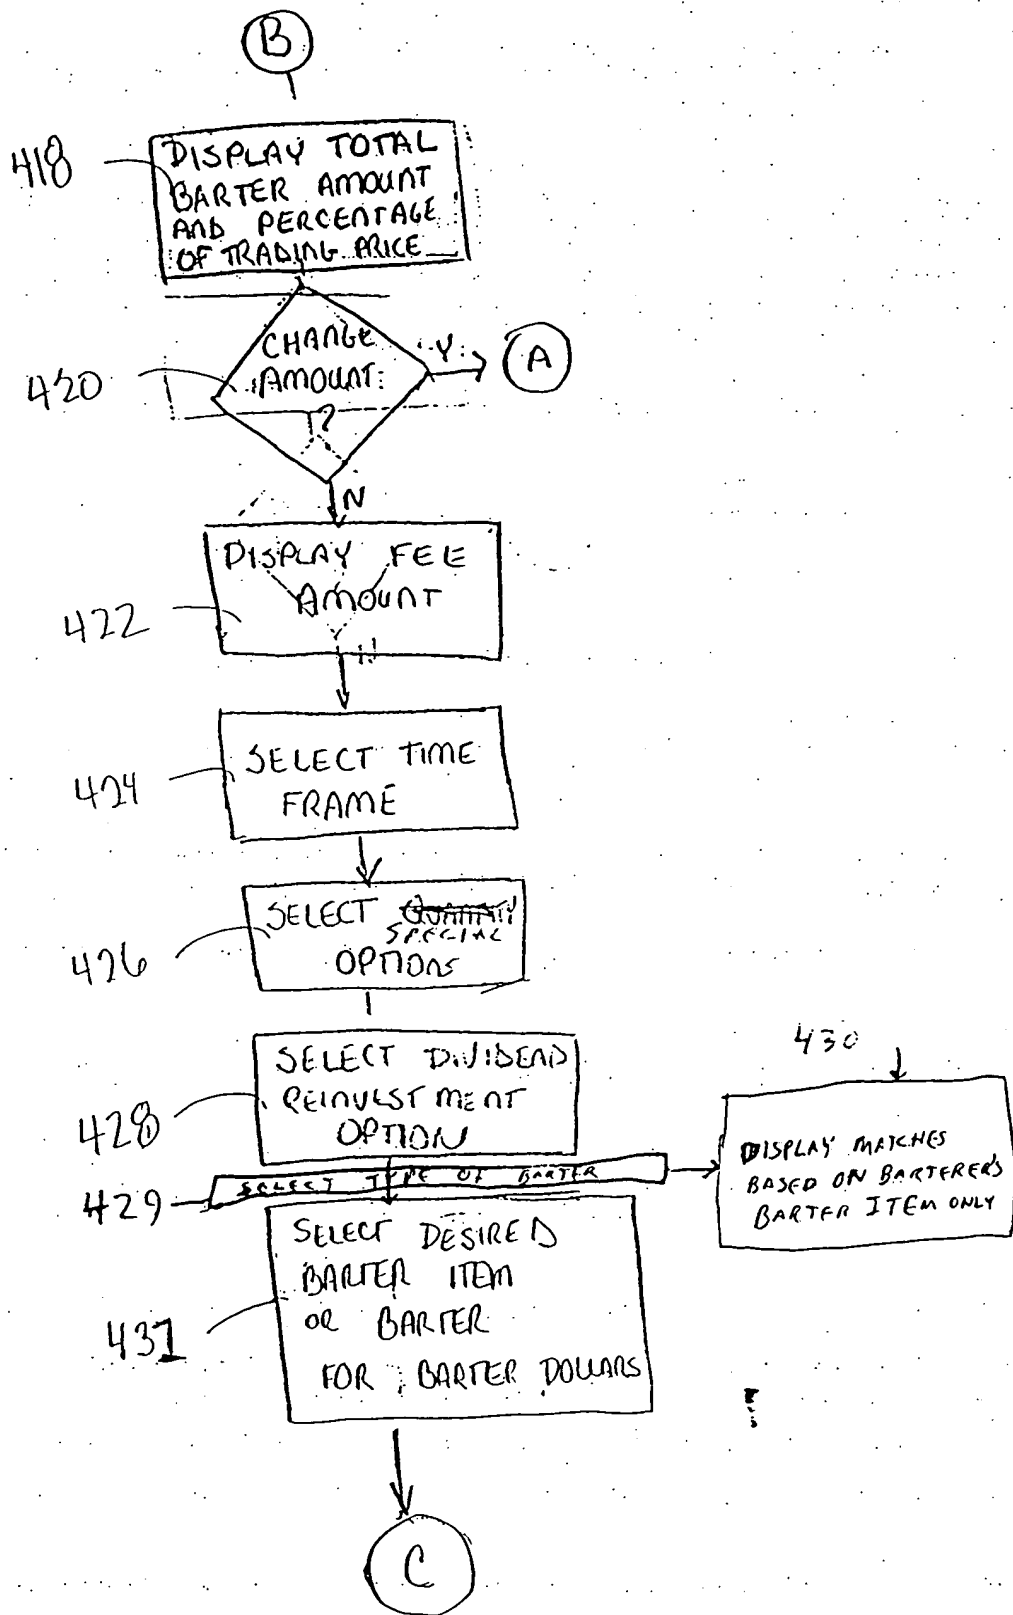 B
418
DISPLAY TOTAL
BARTER AMOUNT
AND PERCENTAGE
OF TRADING PRICE
420
CHANGE
AMOUNT
?
Y
A
N
422
DISPLAY FEE
AMOUNT
424
SELECT TIME
FRAME
426
SELECT QUANTITY
SPECIAL
OPTIONS
428
SELECT DIVIDEND
REINVESTMENT
OPTION
429
SELECT TYPE OF BARTER
430
DISPLAY MATCHES
BASED ON BARTERER'S
BARTER ITEM ONLY
431
SELECT DESIRED
BARTER ITEM
OR BARTER
FOR BARTER DOLLARS
C